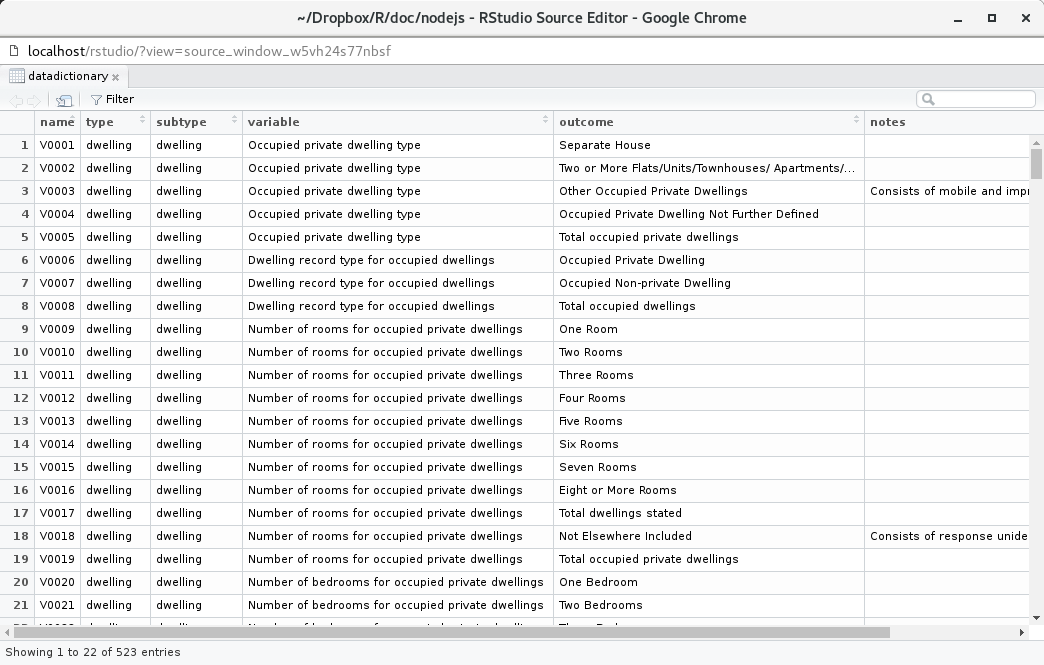 ~/Dropbox/R/doc/nodejs - RStudio Source Editor - Google Chrome
localhost/rstudio/?view=source_window_w5vh24s77nbsf
datadictionary
Filter
name type subtype variable outcome notes
1 V0001 dwelling dwelling Occupied private dwelling type Separate House
2 V0002 dwelling dwelling Occupied private dwelling type Two or More Flats/Units/Townhouses/ Apartments/...
3 V0003 dwelling dwelling Occupied private dwelling type Other Occupied Private Dwellings Consists of mobile and impr
4 V0004 dwelling dwelling Occupied private dwelling type Occupied Private Dwelling Not Further Defined
5 V0005 dwelling dwelling Occupied private dwelling type Total occupied private dwellings
6 V0006 dwelling dwelling Dwelling record type for occupied dwellings Occupied Private Dwelling
7 V0007 dwelling dwelling Dwelling record type for occupied dwellings Occupied Non-private Dwelling
8 V0008 dwelling dwelling Dwelling record type for occupied dwellings Total occupied dwellings
9 V0009 dwelling dwelling Number of rooms for occupied private dwellings One Room
10 V0010 dwelling dwelling Number of rooms for occupied private dwellings Two Rooms
11 V0011 dwelling dwelling Number of rooms for occupied private dwellings Three Rooms
12 V0012 dwelling dwelling Number of rooms for occupied private dwellings Four Rooms
13 V0013 dwelling dwelling Number of rooms for occupied private dwellings Five Rooms
14 V0014 dwelling dwelling Number of rooms for occupied private dwellings Six Rooms
15 V0015 dwelling dwelling Number of rooms for occupied private dwellings Seven Rooms
16 V0016 dwelling dwelling Number of rooms for occupied private dwellings Eight or More Rooms
17 V0017 dwelling dwelling Number of rooms for occupied private dwellings Total dwellings stated
18 V0018 dwelling dwelling Number of rooms for occupied private dwellings Not Elsewhere Included Consists of response unide
19 V0019 dwelling dwelling Number of rooms for occupied private dwellings Total occupied private dwellings
20 V0020 dwelling dwelling Number of bedrooms for occupied private dwellings One Bedroom
21 V0021 dwelling dwelling Number of bedrooms for occupied private dwellings Two Bedrooms
Showing 1 to 22 of 523 entries